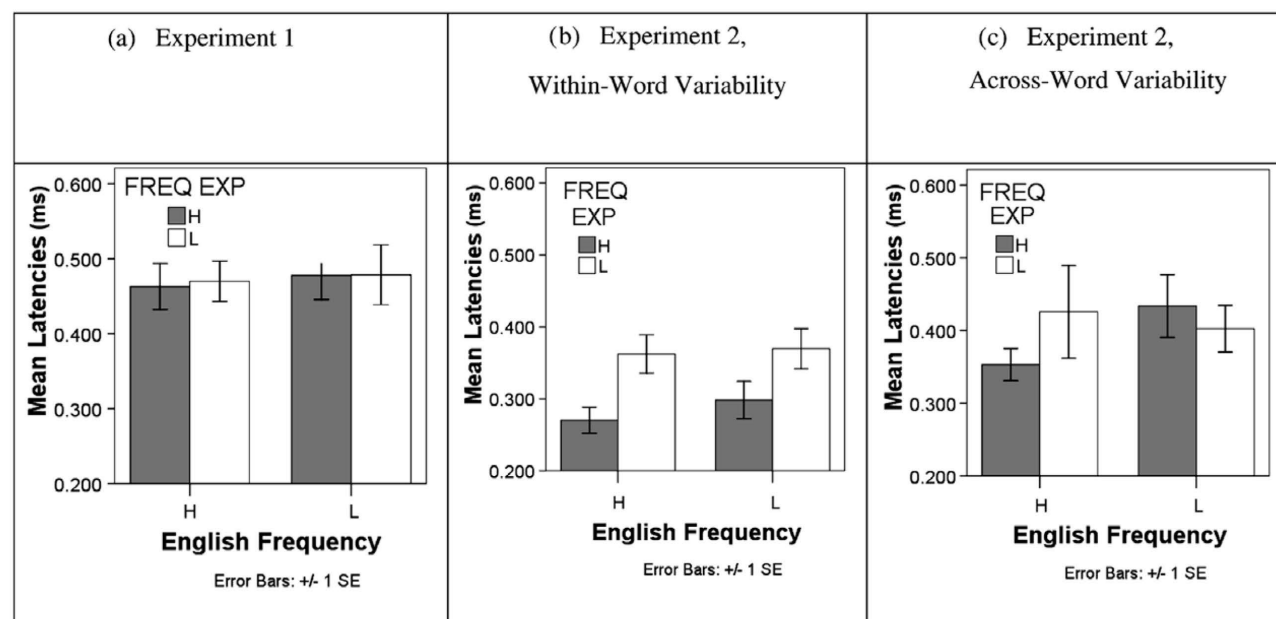 (a) Experiment 1
(b) Experiment 2,
Within-Word Variability
(c) Experiment 2,
Across-Word Variability
Mean Latencies (ms)
0.600
0.500
0.400
0.300
0.200
FREQ EXP
H
L
H
L
English Frequency
Error Bars: +/- 1 SE
Mean Latencies (ms)
0.600
0.500
0.400
0.300
0.200
FREQ
EXP
H
L
H
L
English Frequency
Error Bars: +/- 1 SE
Mean Latencies (ms)
0.600
0.500
0.400
0.300
0.200
FREQ
EXP
H
L
H
L
English Frequency
Error Bars: +/- 1 SE